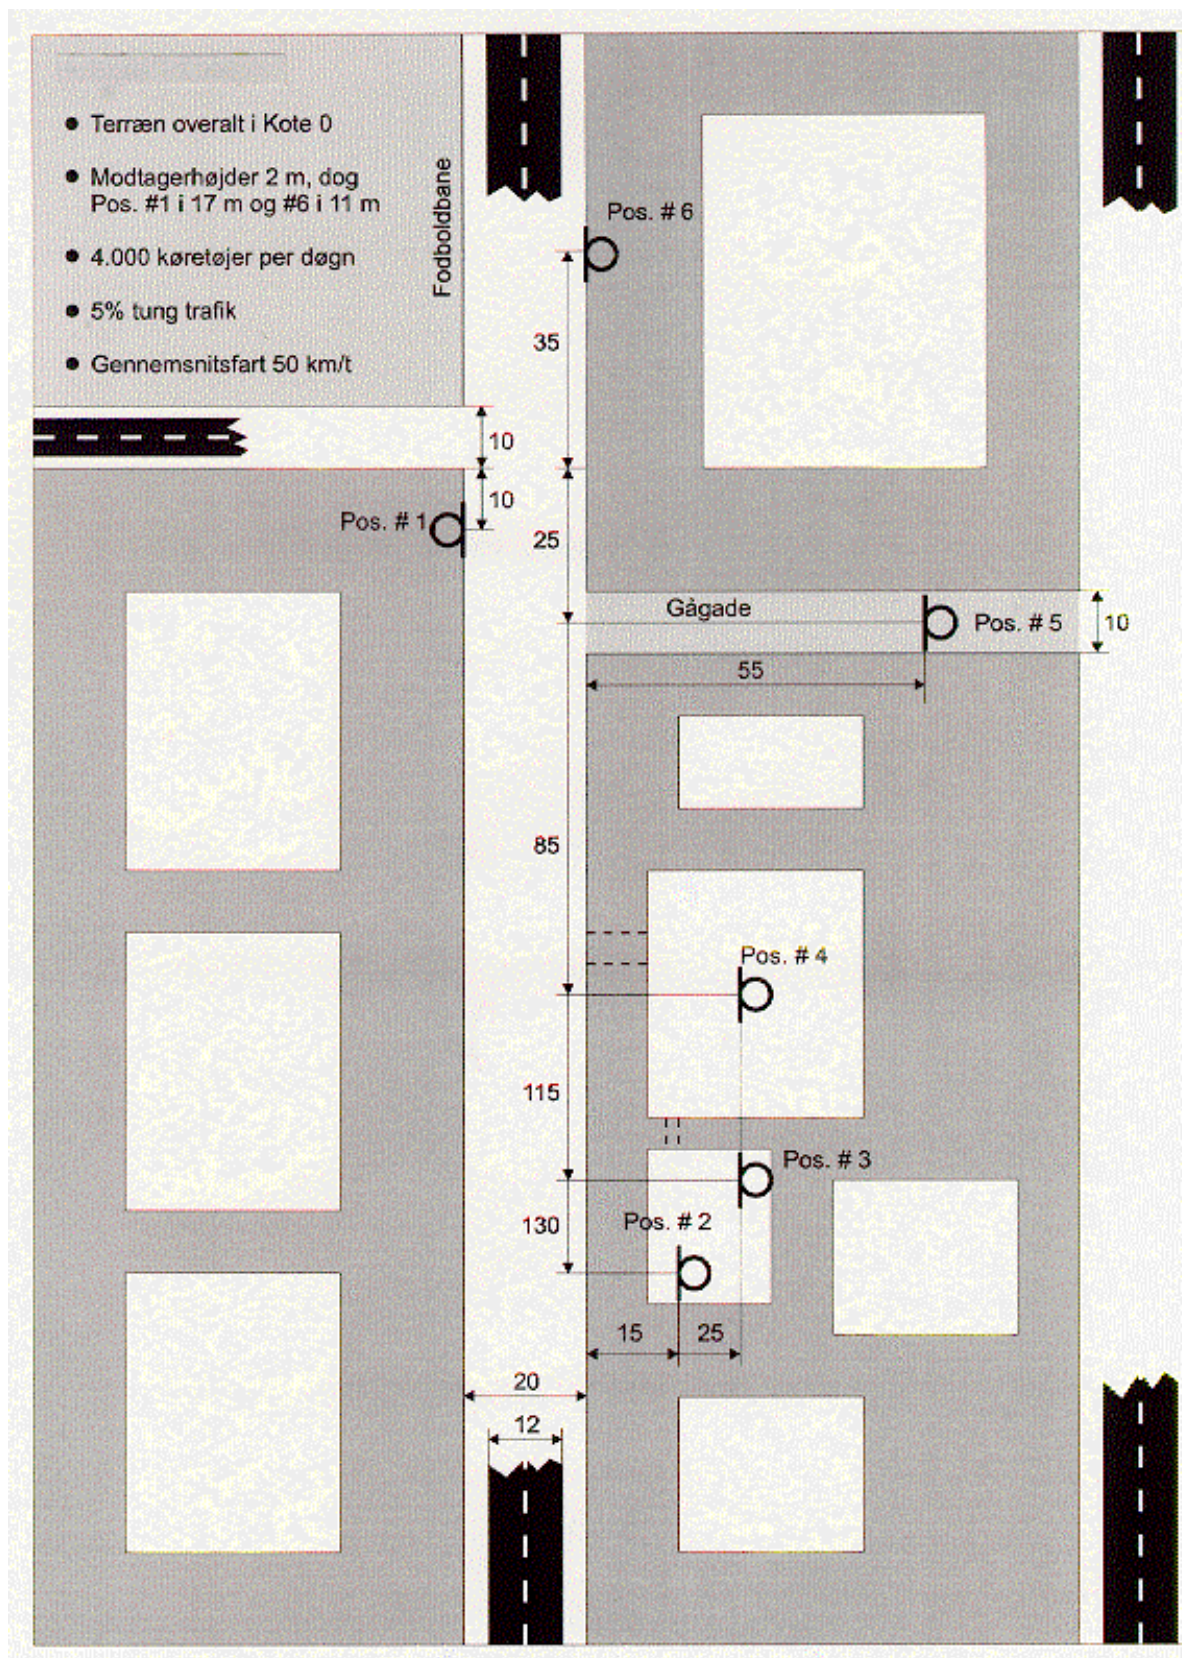 ● Terræn overalt i Kote 0
● Modtagerhøjder 2 m, dog
Pos. #1 i 17 m og #6 i 11 m
● 4.000 køretøjer per døgn
● 5% tung trafik
● Gennemsnitsfart 50 km/t
Fodboldbane
Pos. # 6
35
10
10
Pos. # 1
25
Gågade
Pos. # 5
10
55
85
Pos. # 4
115
Pos. # 3
130
Pos. # 2
15
25
20
12